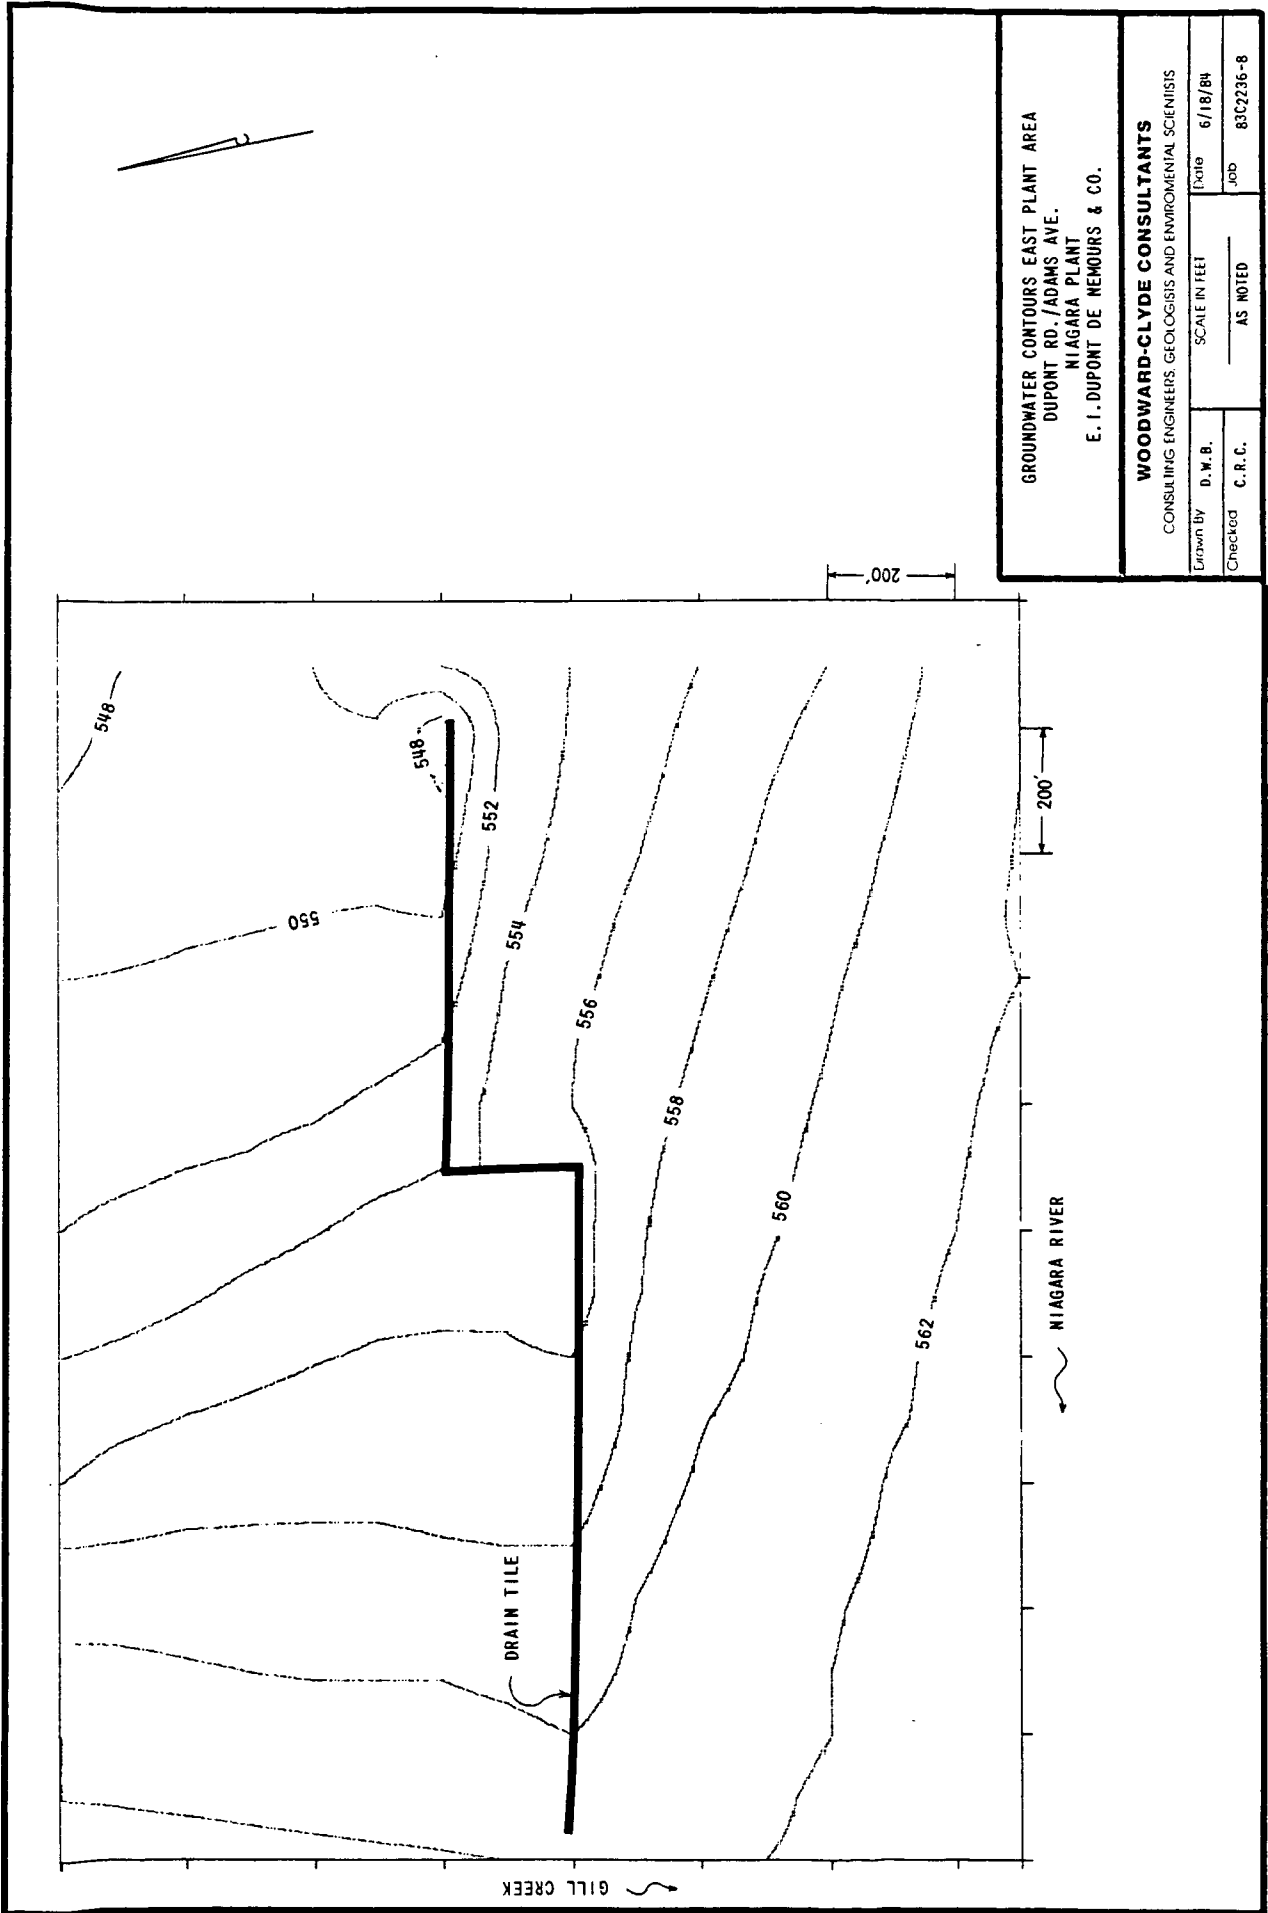 548
548
550
552
554
556
558
560
562
200'
200'
DRAIN TILE
GILL CREEK
NIAGARA RIVER
GROUNDWATER CONTOURS EAST PLANT AREA
DUPONT RD./ADAMS AVE.
NIAGARA PLANT
E.I.DUPONT DE NEMOURS & CO.
WOODWARD-CLYDE CONSULTANTS
CONSULTING ENGINEERS, GEOLOGISTS AND ENVIROMENTAL SCIENTISTS
Drawn By D.W.B. SCALE IN FEET Date 6/18/84
Checked C.R.C. AS NOTED Job 83C2236-8